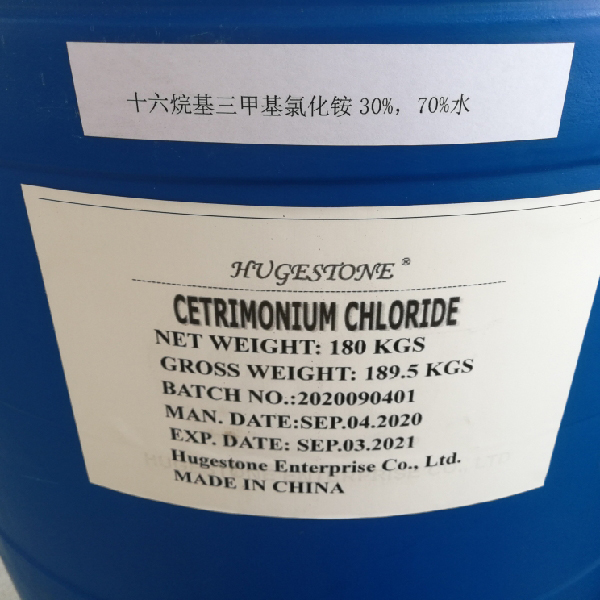 十六烷基三甲基氯化铵 30%, 70%水
HUGESTONE®
CETRIMONIUM CHLORIDE
NET WEIGHT: 180 KGS
GROSS WEIGHT: 189.5 KGS
BATCH NO.:2020090401
MAN. DATE:SEP.04.2020
EXP. DATE: SEP.03.2021
Hugestone Enterprise Co., Ltd.
MADE IN CHINA